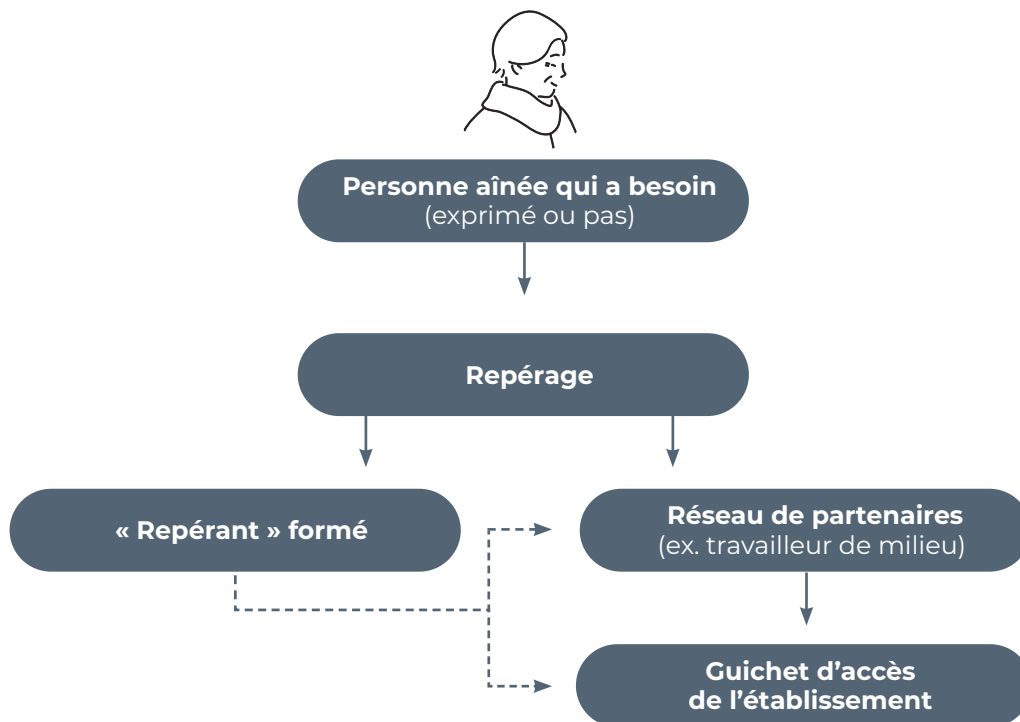 Personne aînée qui a besoin
(exprimé ou pas)
Repérage
« Repérant » formé
Réseau de partenaires
(ex. travailleur de milieu)
Guichet d’accès
de l’établissement